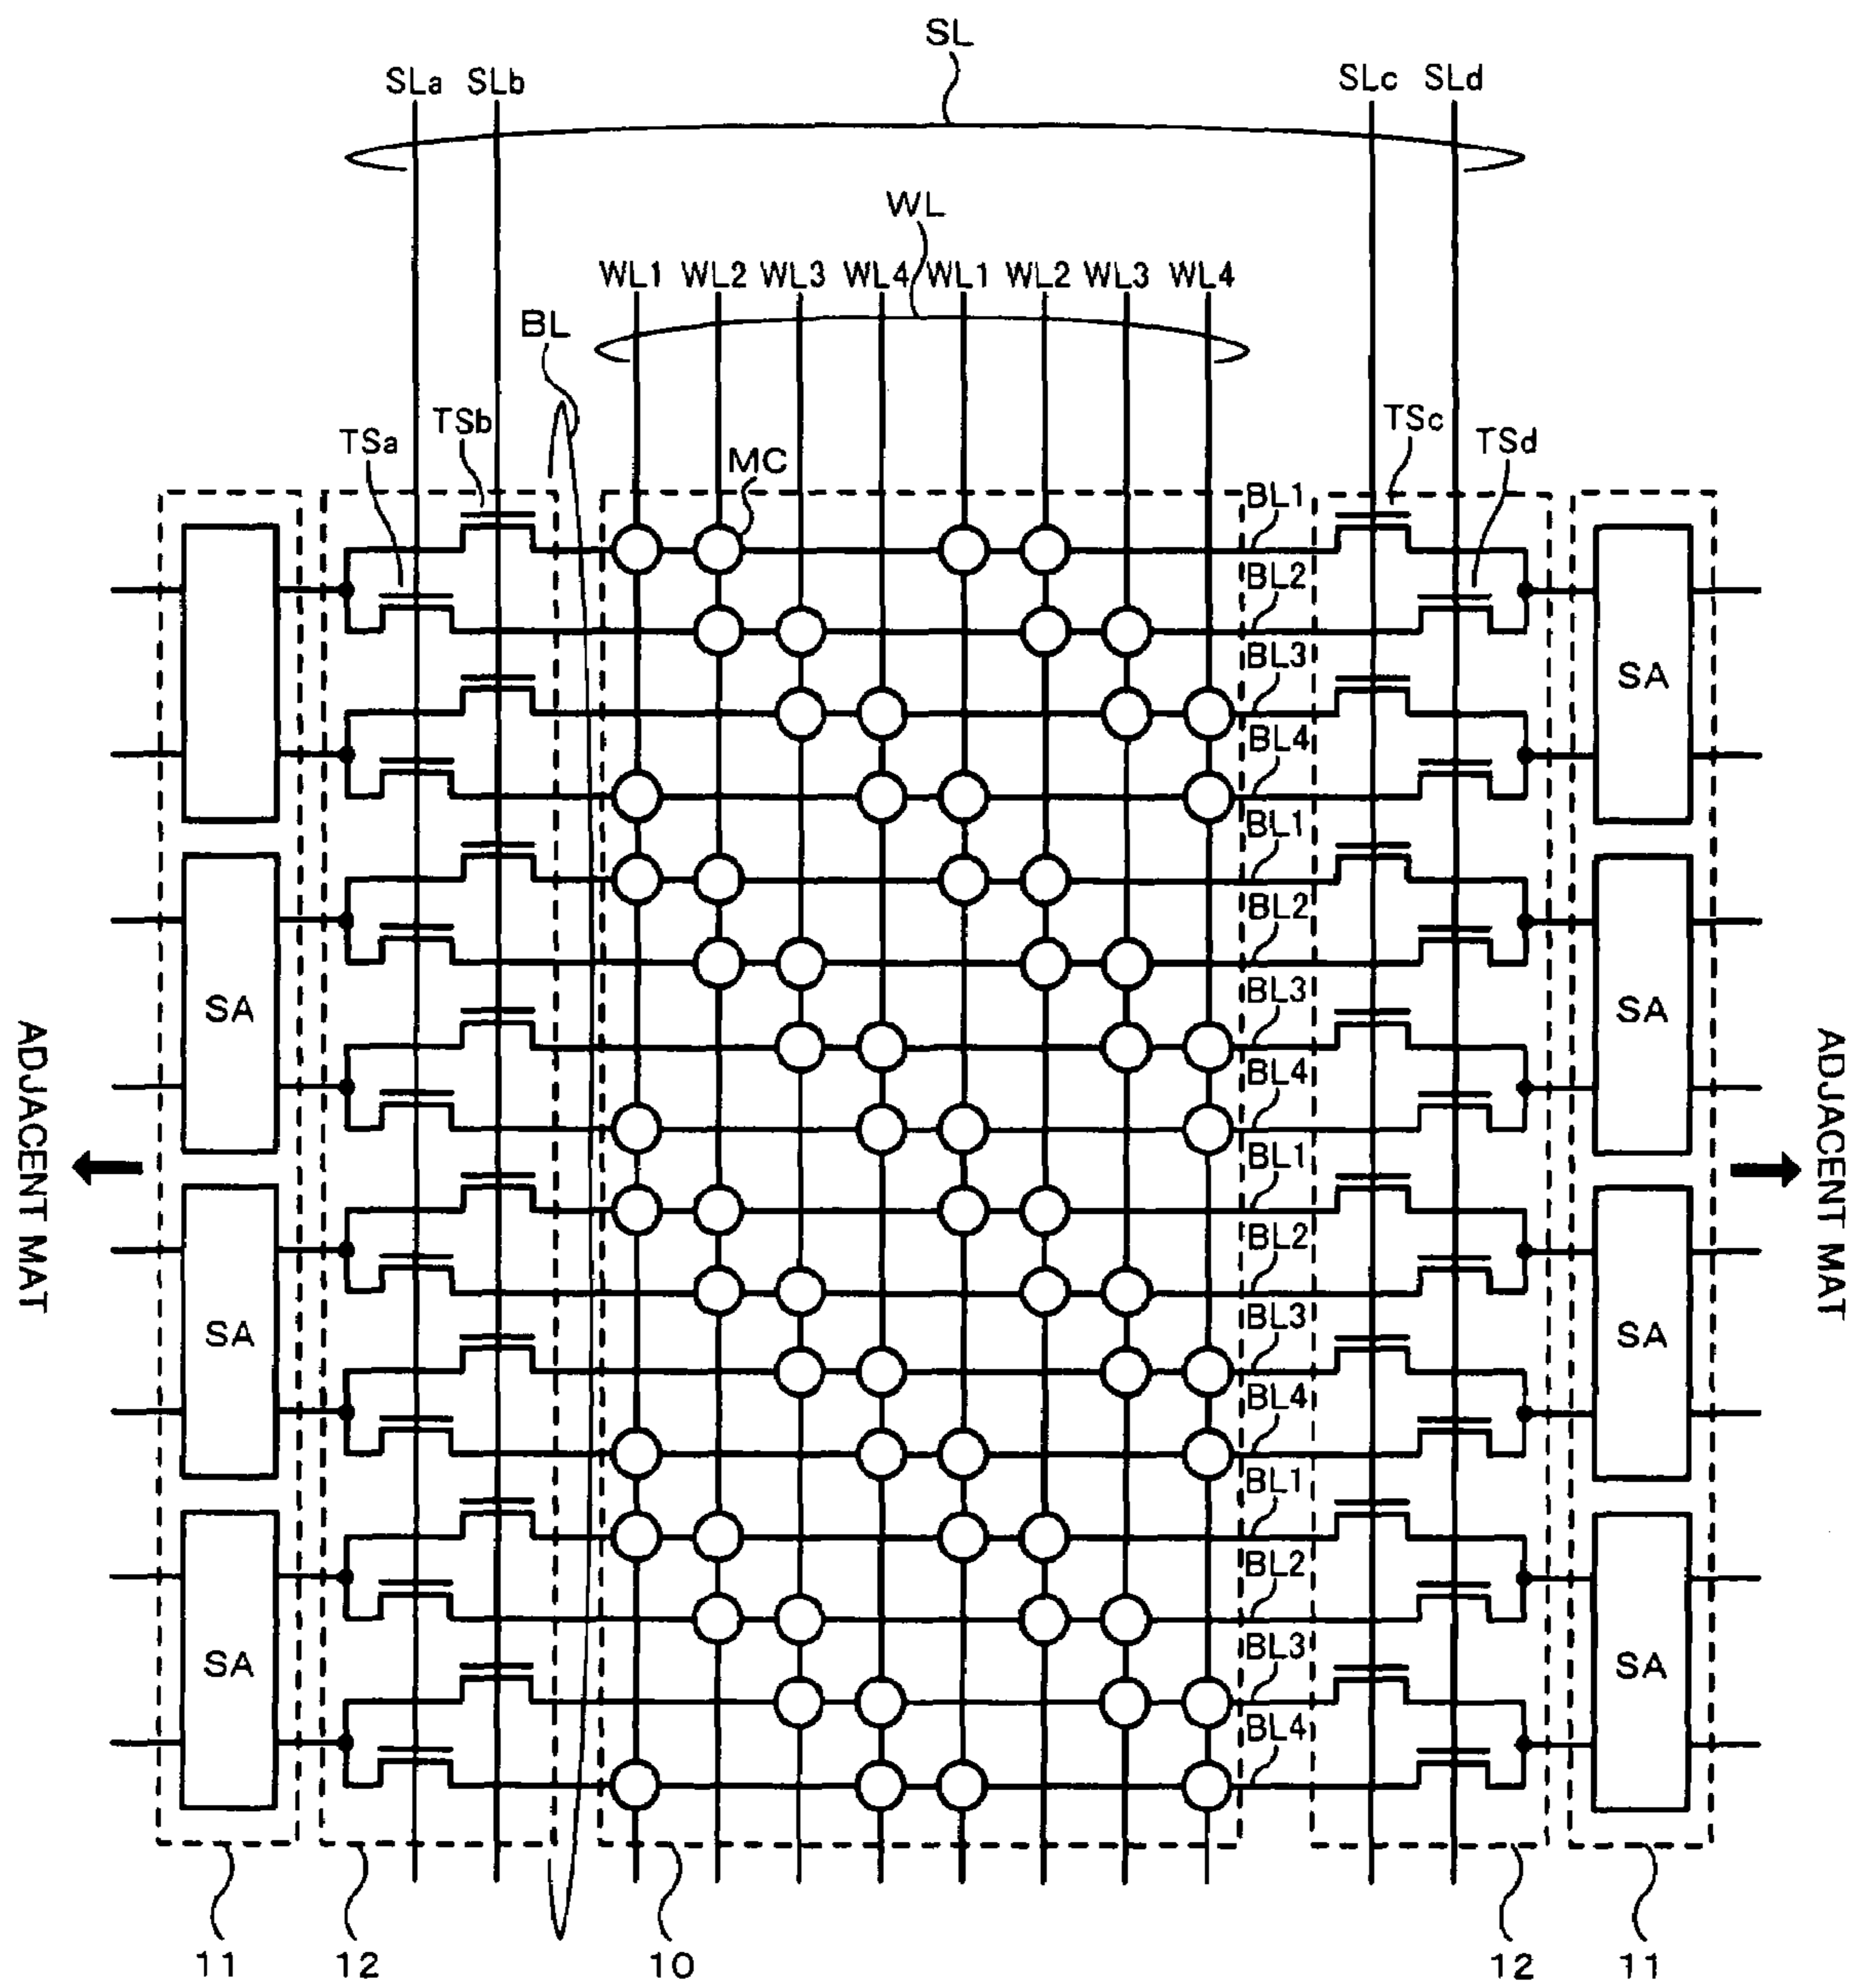 SL
SLa SLb SLc SLd
WL
WL1 WL2 WL3 WL4 WL1 WL2 WL3 WL4
BL
TSa TSb TSc TSd
MC
BL1
BL2
BL3
BL4
BL1
BL2
BL3
BL4
BL1
BL2
BL3
BL4
BL1
BL2
BL3
BL4
SA
SA
SA
SA
SA
SA
SA
ADJACENT MAT
ADJACENT MAT
11 12 10 12 11